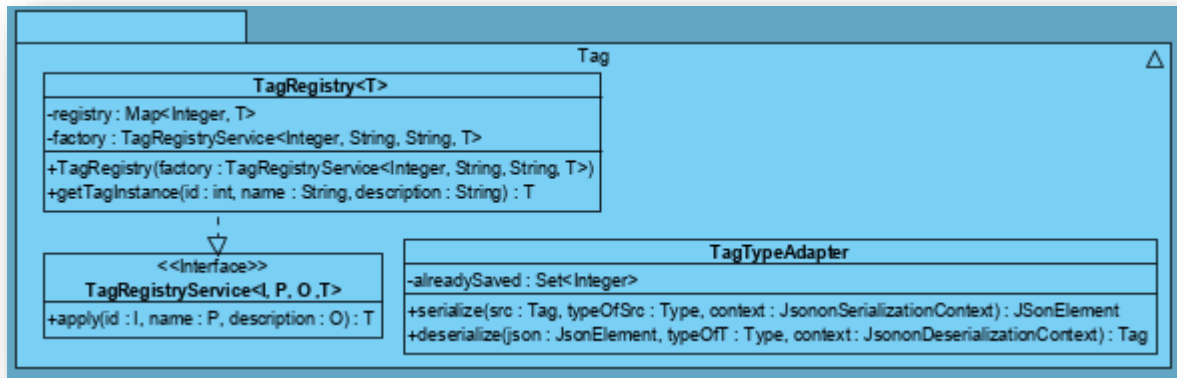 Tag
TagRegistry<T>
-registry : Map<Integer, T>
-factory : TagRegistryService<Integer, String, String, T>
+TagRegistry(factory : TagRegistryService<Integer, String, String, T>)
+getTagInstance(id : int, name : String, description : String) : T
<<Interface>>
TagRegistryService<I, P, O ,T>
+apply(id : I, name : P, description : O) : T
TagTypeAdapter
-alreadySaved : Set<Integer>
+serialize(src : Tag, typeOfSrc : Type, context : JsononSerializationContext) : JSonElement
+deserialize(json : JsonElement, typeOfT : Type, context : JsononDeserializationContext) : Tag